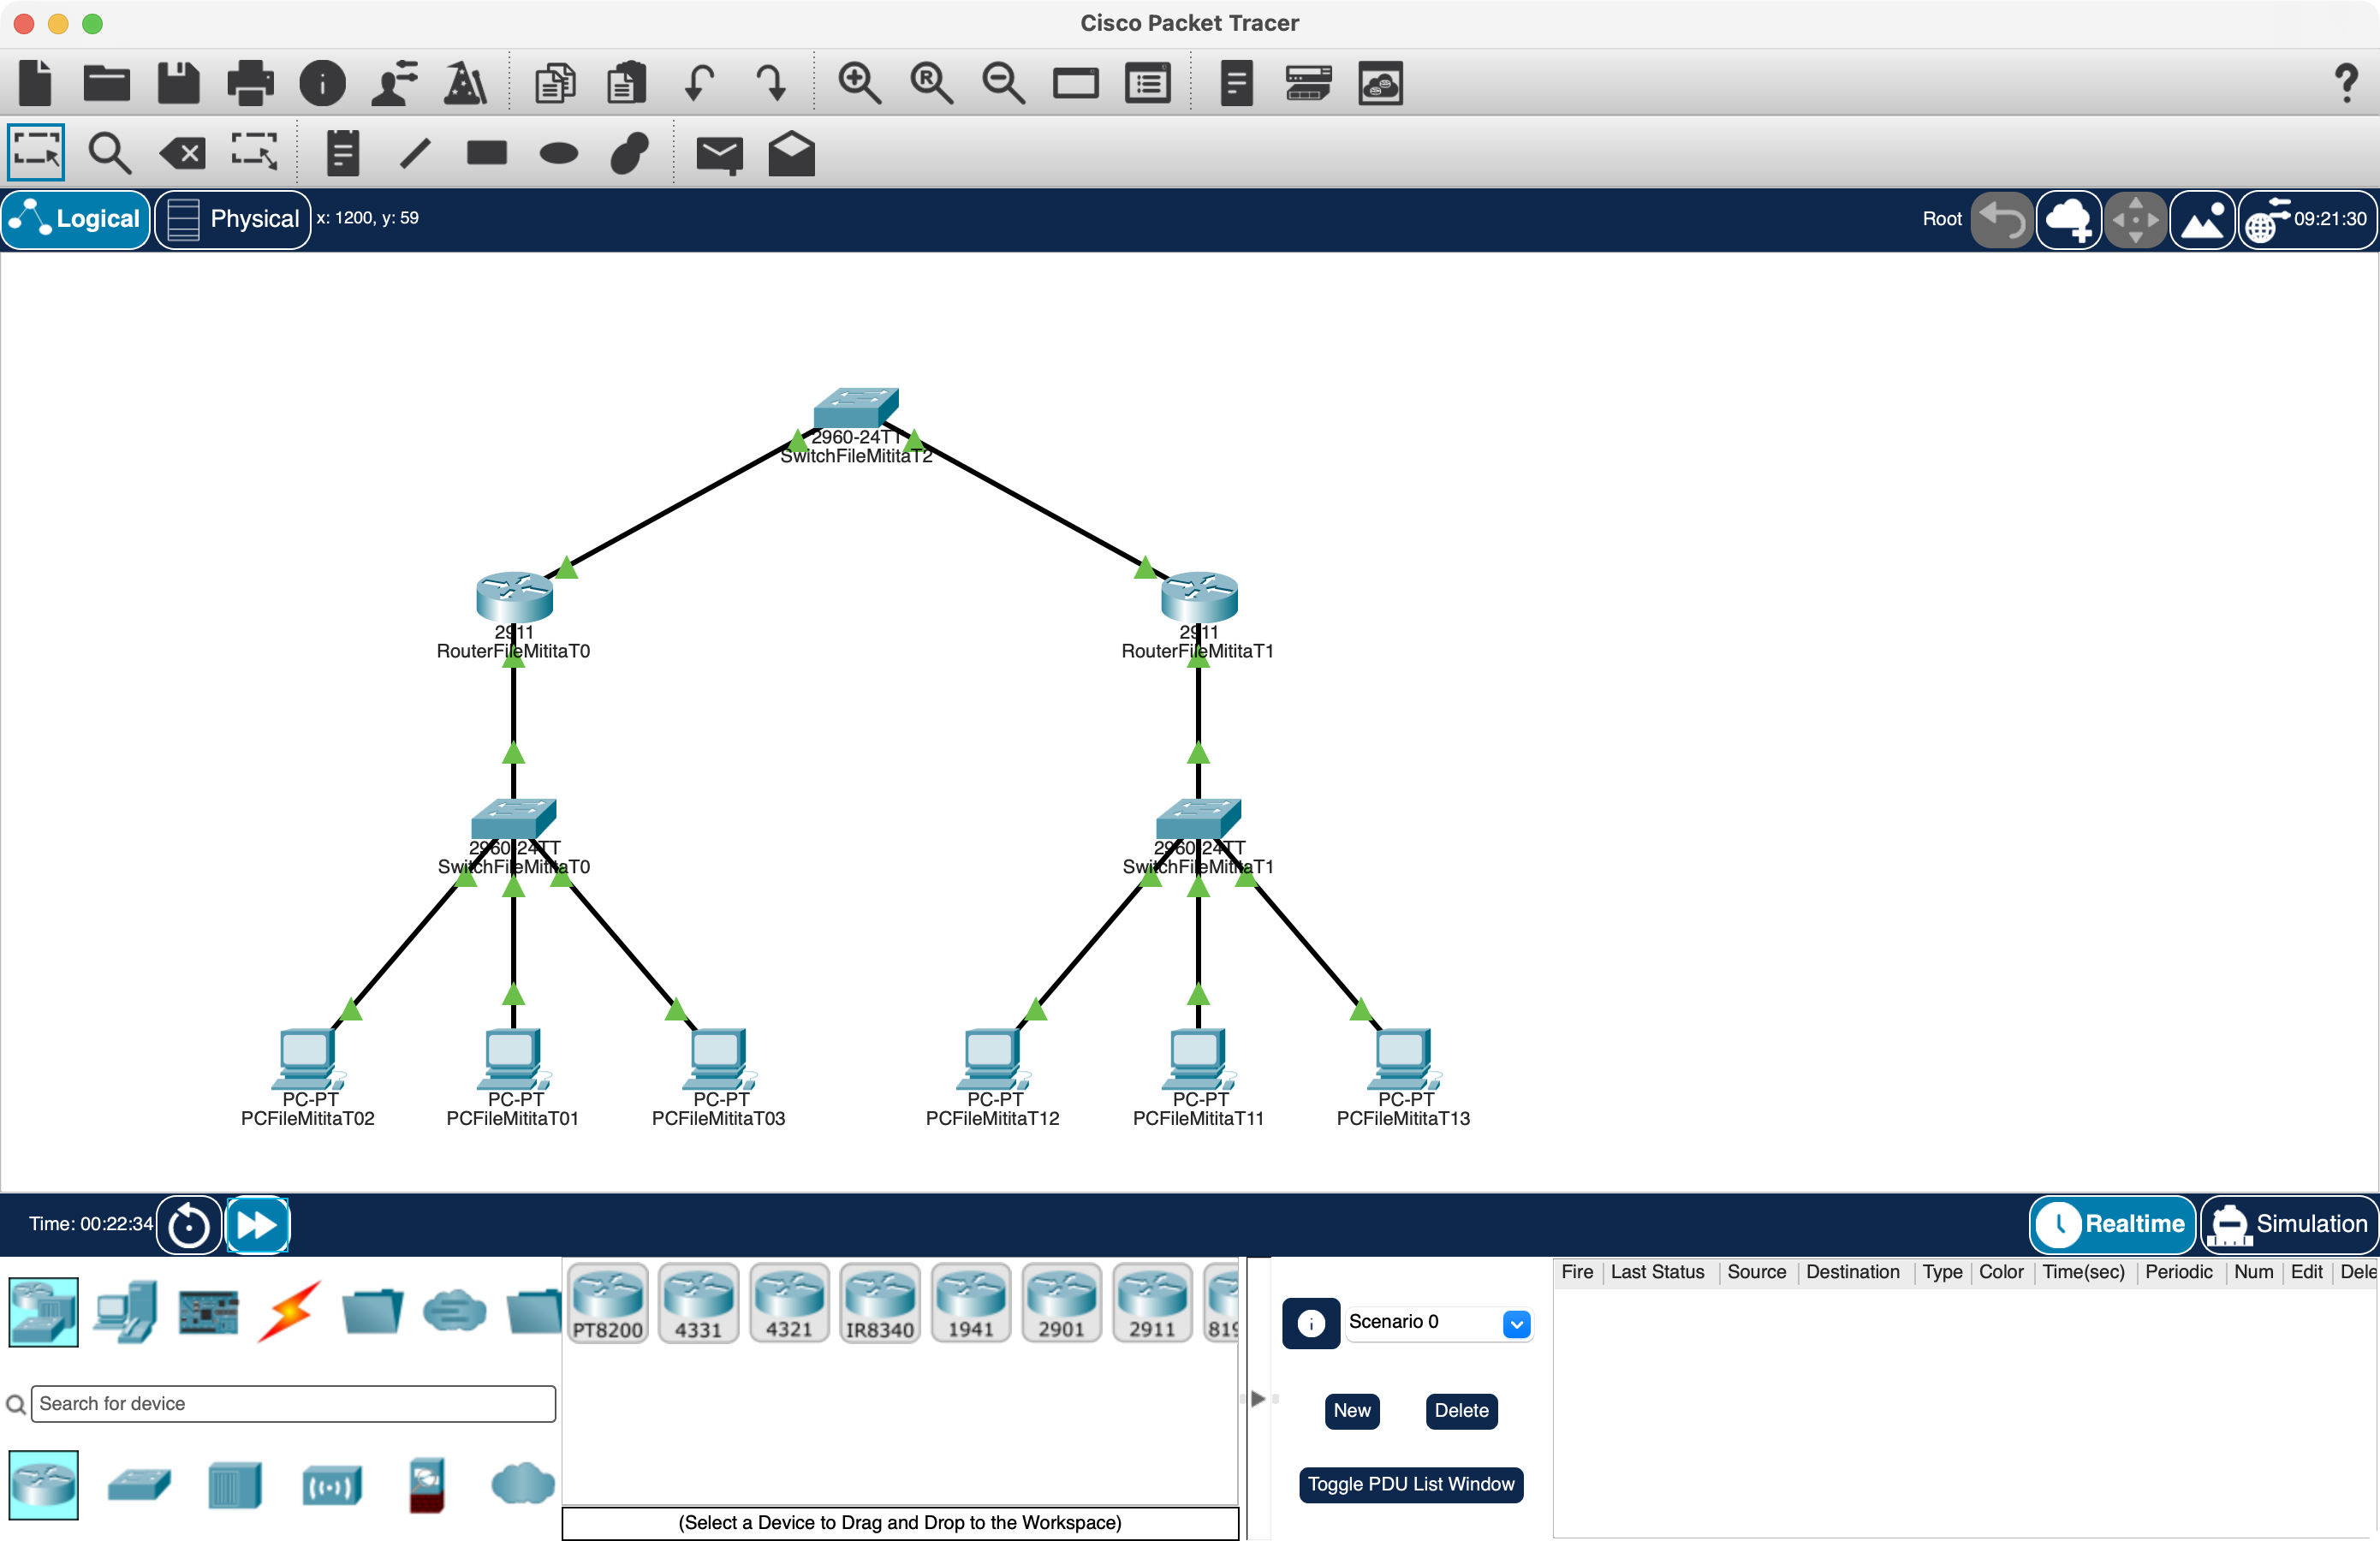 Cisco Packet Tracer
Logical
Physical
x: 1200, y: 59
Root
09:21:30
2960-24TT
SwitchFileMititaT2
2911
RouterFileMititaT0
2911
RouterFileMititaT1
2960-24TT
SwitchFileMititaT0
2960-24TT
SwitchFileMititaT1
PC-PT
PCFileMititaT02
PC-PT
PCFileMititaT01
PC-PT
PCFileMititaT03
PC-PT
PCFileMititaT12
PC-PT
PCFileMititaT11
PC-PT
PCFileMititaT13
Time: 00:22:34
Realtime
Simulation
PT8200
4331
4321
IR8340
1941
2901
2911
819
Scenario 0
Fire
Last Status
Source
Destination
Type
Color
Time(sec)
Periodic
Num
Edit
Dele
Search for device
New
Delete
Toggle PDU List Window
(Select a Device to Drag and Drop to the Workspace)